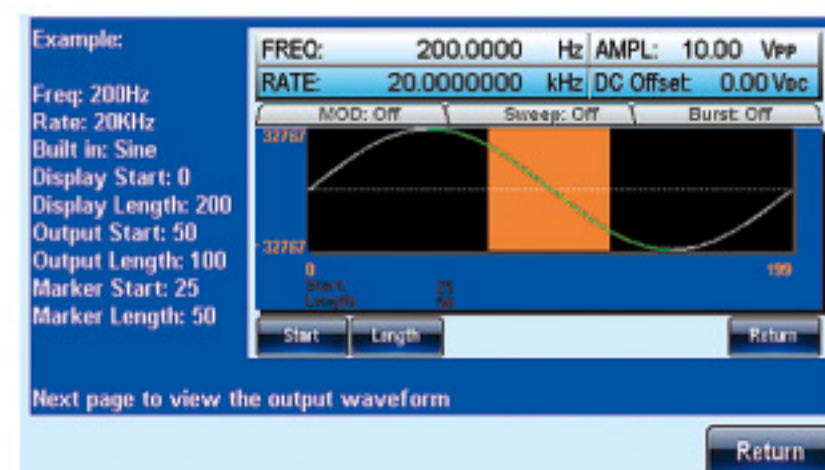 Example:
Freq: 200Hz
Rate: 20KHz
Built in: Sine
Display Start: 0
Display Length: 200
Output Start: 50
Output Length: 100
Marker Start: 25
Marker Length: 50
FREQ: 200.0000 Hz AMPL: 10.00 VPP
RATE: 20.0000000 kHz DC Offset: 0.00 VDC
MOD: Off Sweep: Off Burst: Off
32767
- 32767
0 199
Start: 25
Length: 50
Start Length Return
Next page to view the output waveform
Return